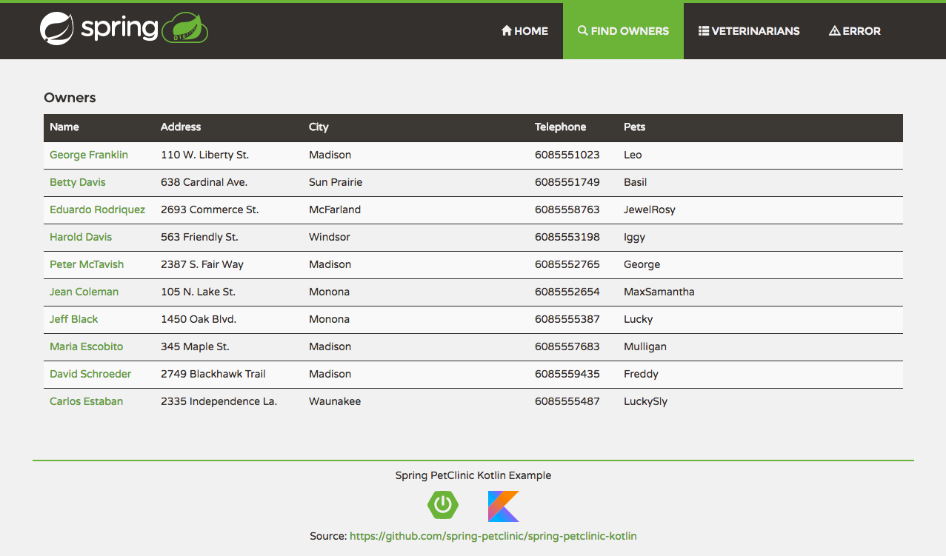 spring
HOME FIND OWNERS VETERINARIANS ERROR
Owners
Name Address City Telephone Pets
George Franklin 110 W. Liberty St. Madison 6085551023 Leo
Betty Davis 638 Cardinal Ave. Sun Prairie 6085551749 Basil
Eduardo Rodriquez 2693 Commerce St. McFarland 6085558763 JewelRosy
Harold Davis 563 Friendly St. Windsor 6085553198 Iggy
Peter McTavish 2387 S. Fair Way Madison 6085552765 George
Jean Coleman 105 N. Lake St. Monona 6085552654 MaxSamantha
Jeff Black 1450 Oak Blvd. Monona 6085555387 Lucky
Maria Escobito 345 Maple St. Madison 6085557683 Mulligan
David Schroeder 2749 Blackhawk Trail Madison 6085559435 Freddy
Carlos Estaban 2335 Independence La. Waunakee 6085555487 LuckySly
Spring PetClinic Kotlin Example
Source: https://github.com/spring-petclinic/spring-petclinic-kotlin